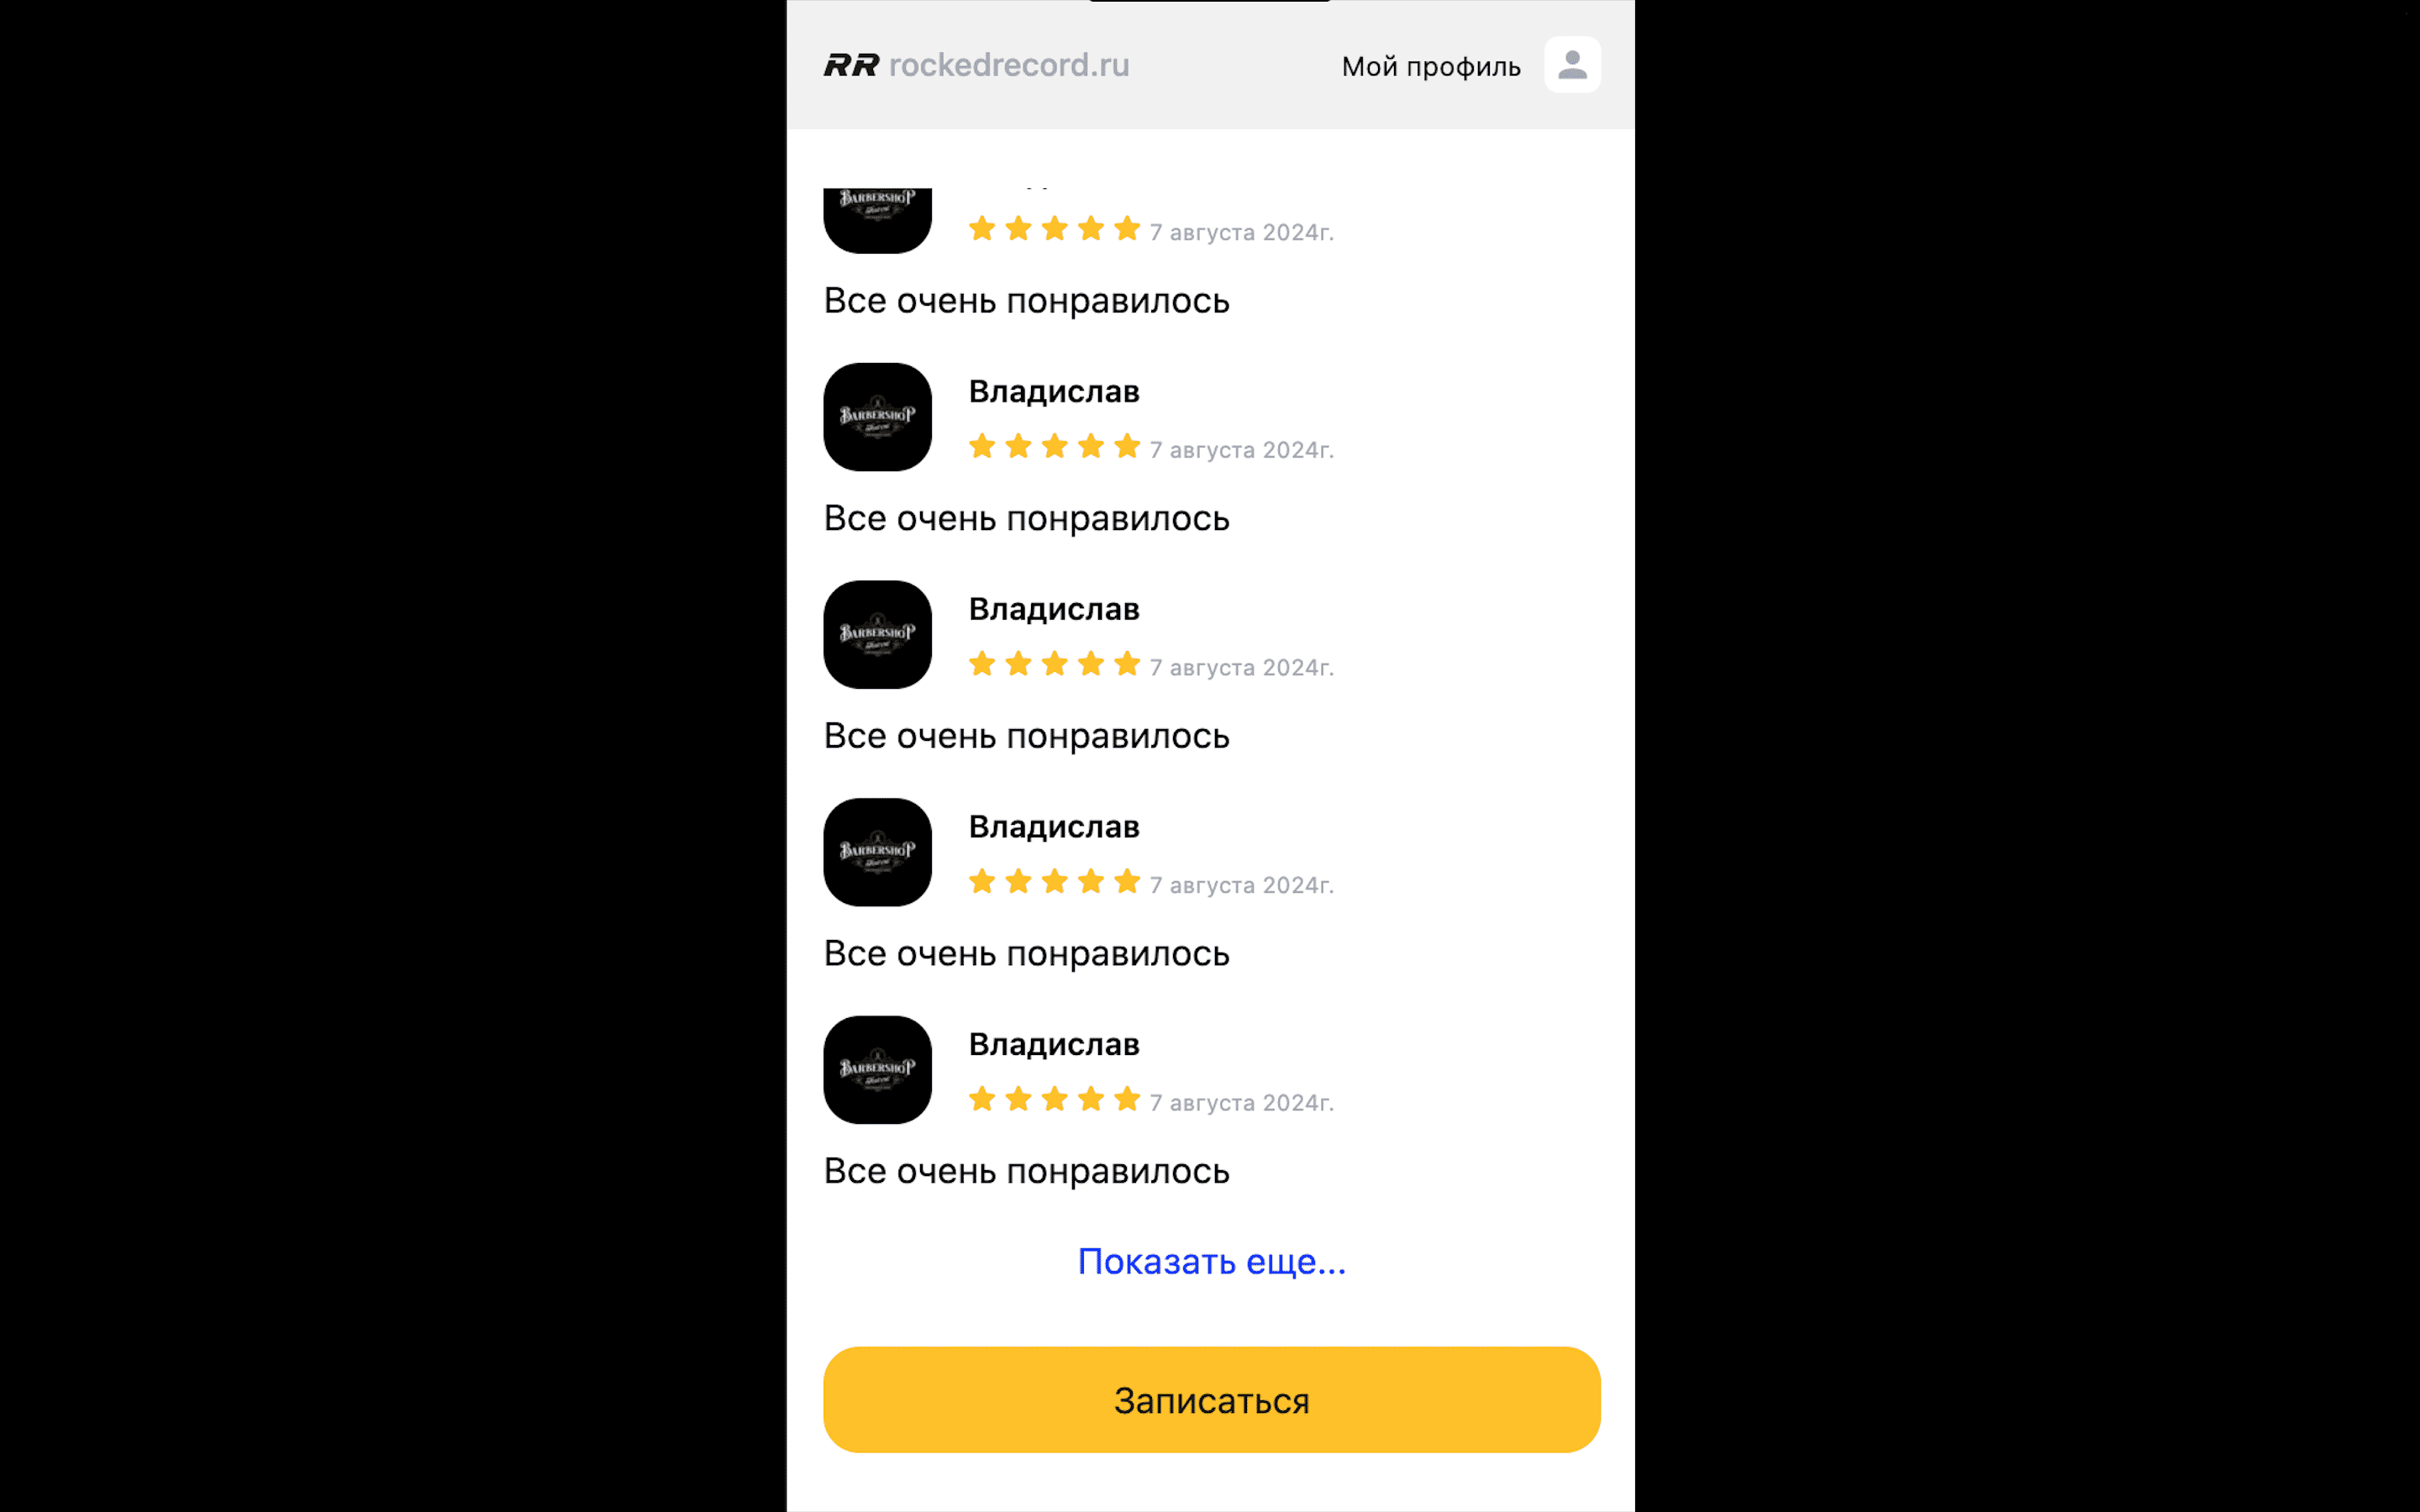 RR rockedrecord.ru
Мой профиль
BARBERSHOP
7 августа 2024г.
Все очень понравилось
BARBERSHOP
Владислав
7 августа 2024г.
Все очень понравилось
BARBERSHOP
Владислав
7 августа 2024г.
Все очень понравилось
BARBERSHOP
Владислав
7 августа 2024г.
Все очень понравилось
BARBERSHOP
Владислав
7 августа 2024г.
Все очень понравилось
Показать еще...
Записаться